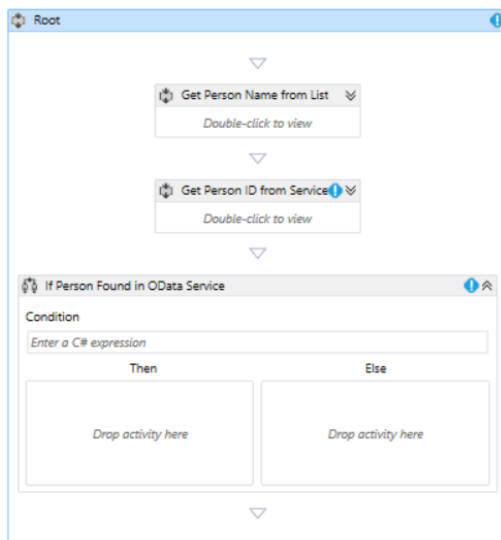 Root
Get Person Name from List
Double-click to view
Get Person ID from Service
Double-click to view
If Person Found in OData Service
Condition
Enter a C# expression
Then Else
Drop activity here Drop activity here